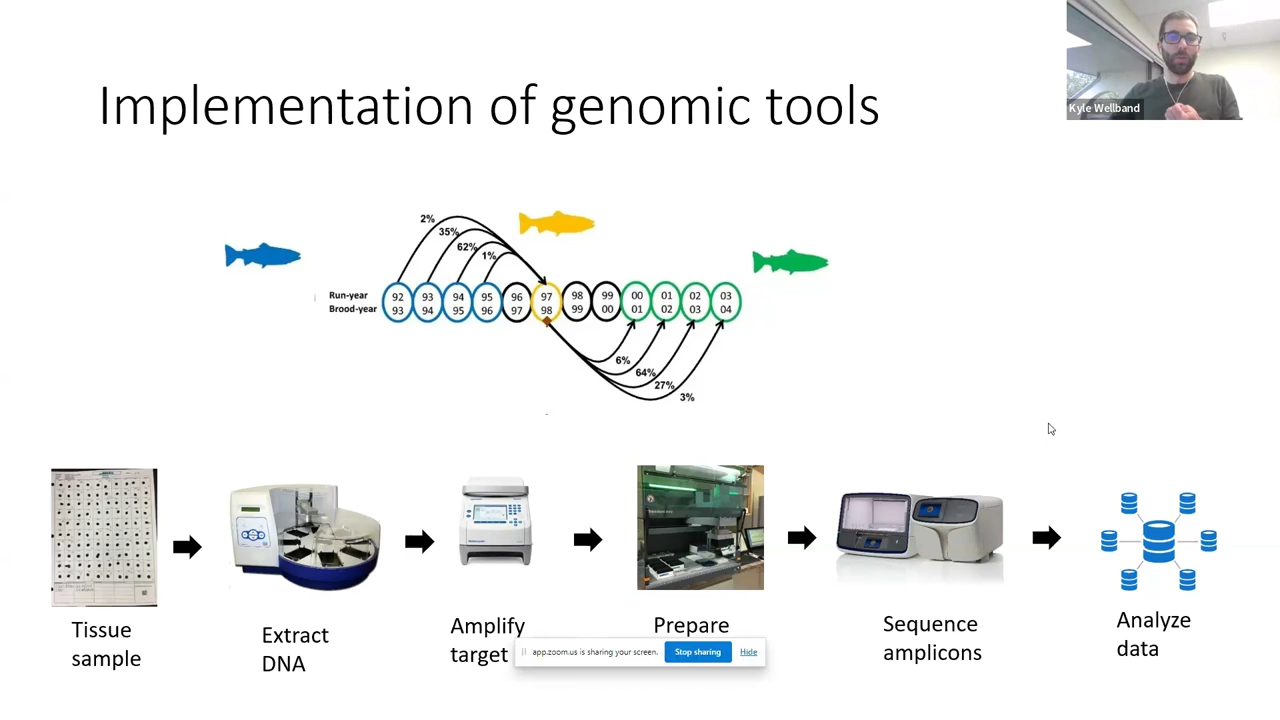 Kyle Wellband
Implementation of genomic tools
2%
35%
62%
1%
Run-year
Brood-year
92 93 94 95 96 97 98 99 00 01 02 03
93 94 95 96 97 98 99 00 01 02 03 04
6%
64%
27%
3%
Tissue
sample
Extract
DNA
Amplify
target
Prepare
Sequence
amplicons
Analyze
data
app.zoom.us is sharing your screen.
Stop sharing
Hide